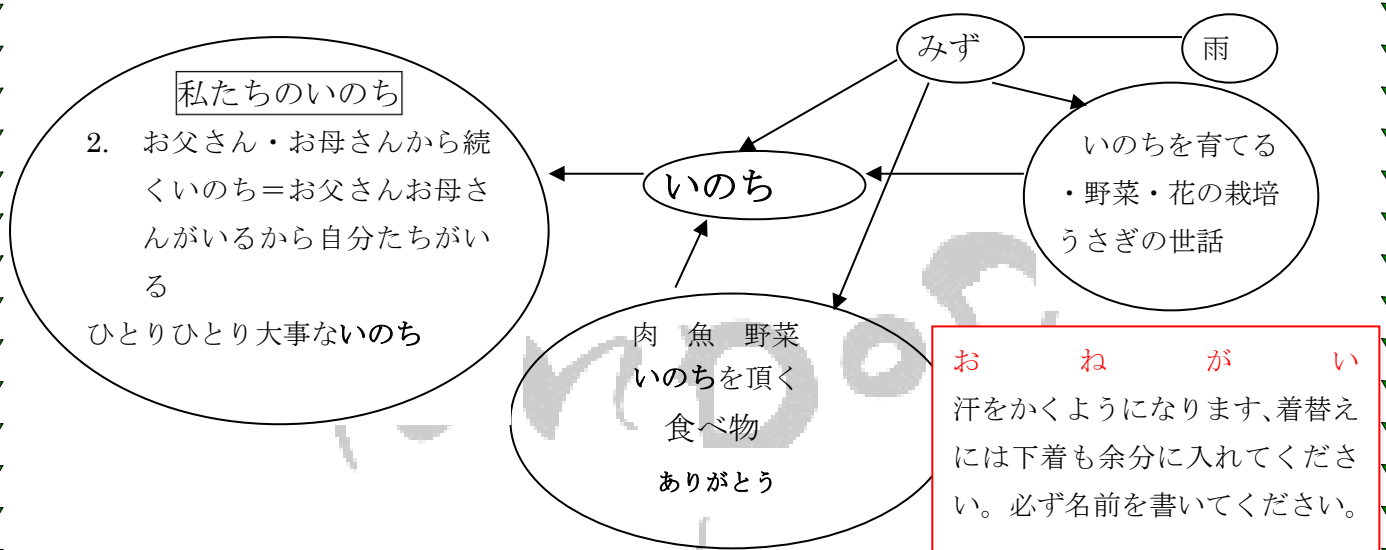 みず
雨
私たちのいのち
2. お父さん・お母さんから続
くいのち＝お父さんお母さ
んがいるから自分たちがい
る
ひとりひとり大事ないのち
いのち
いのちを育てる
・野菜・花の栽培
うさぎの世話
肉　魚　野菜
いのちを頂く
食べ物
ありがとう
おねがい
汗をかくようになります、着替え
には下着も余分に入れてくださ
い。必ず名前を書いてください。